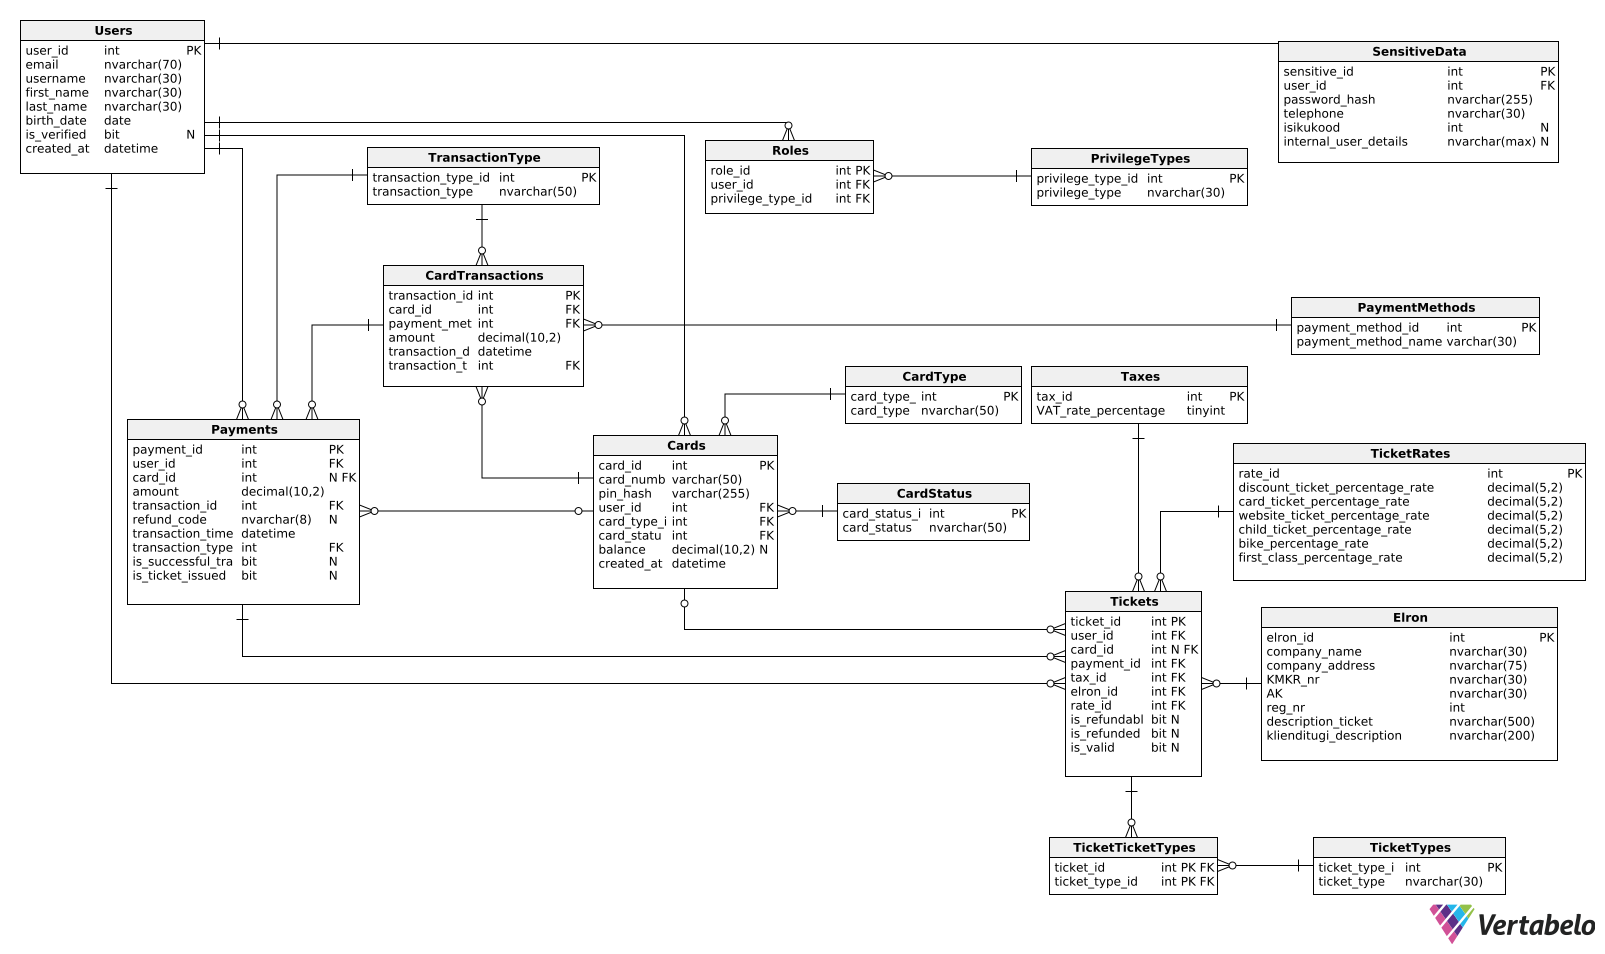 Users
user_id int PK
email nvarchar(70)
username nvarchar(30)
first_name nvarchar(30)
last_name nvarchar(30)
birth_date date
is_verified bit N
created_at datetime
SensitiveData
sensitive_id int PK
user_id int FK
password_hash nvarchar(255)
telephone nvarchar(30)
isikukood int N
internal_user_details nvarchar(max) N
TransactionType
transaction_type_id int PK
transaction_type nvarchar(50)
Roles
role_id int PK
user_id int FK
privilege_type_id int FK
PrivilegeTypes
privilege_type_id int PK
privilege_type nvarchar(30)
CardTransactions
transaction_id int PK
card_id int FK
payment_met int FK
amount decimal(10,2)
transaction_d datetime
transaction_t int FK
PaymentMethods
payment_method_id int PK
payment_method_name varchar(30)
CardType
card_type_ int PK
card_type nvarchar(50)
Taxes
tax_id int PK
VAT_rate_percentage tinyint
Payments
payment_id int PK
user_id int FK
card_id int N FK
amount decimal(10,2)
transaction_id int FK
refund_code nvarchar(8) N
transaction_time datetime
transaction_type int FK
is_successful_tra bit N
is_ticket_issued bit N
Cards
card_id int PK
card_numb varchar(50)
pin_hash varchar(255)
user_id int FK
card_type_i int FK
card_statu int FK
balance decimal(10,2) N
created_at datetime
CardStatus
card_status_i int PK
card_status nvarchar(50)
TicketRates
rate_id int PK
discount_ticket_percentage_rate decimal(5,2)
card_ticket_percentage_rate decimal(5,2)
website_ticket_percentage_rate decimal(5,2)
child_ticket_percentage_rate decimal(5,2)
bike_percentage_rate decimal(5,2)
first_class_percentage_rate decimal(5,2)
Tickets
ticket_id int PK
user_id int FK
card_id int N FK
payment_id int FK
tax_id int FK
elron_id int FK
rate_id int FK
is_refundabl bit N
is_refunded bit N
is_valid bit N
Elron
elron_id int PK
company_name nvarchar(30)
company_address nvarchar(75)
KMKR_nr nvarchar(30)
AK nvarchar(30)
reg_nr int
description_ticket nvarchar(500)
klienditugi_description nvarchar(200)
TicketTicketTypes
ticket_id int PK FK
ticket_type_id int PK FK
TicketTypes
ticket_type_i int PK
ticket_type nvarchar(30)
Vertabelo